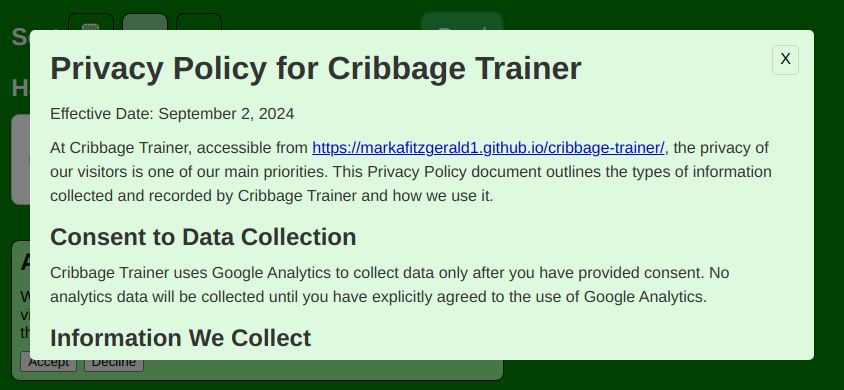 Privacy Policy for Cribbage Trainer
X
Effective Date: September 2, 2024
At Cribbage Trainer, accessible from https://markafitzgerald1.github.io/cribbage-trainer/, the privacy of
our visitors is one of our main priorities. This Privacy Policy document outlines the types of information
collected and recorded by Cribbage Trainer and how we use it.
Consent to Data Collection
Cribbage Trainer uses Google Analytics to collect data only after you have provided consent. No
analytics data will be collected until you have explicitly agreed to the use of Google Analytics.
Information We Collect
Accept Decline